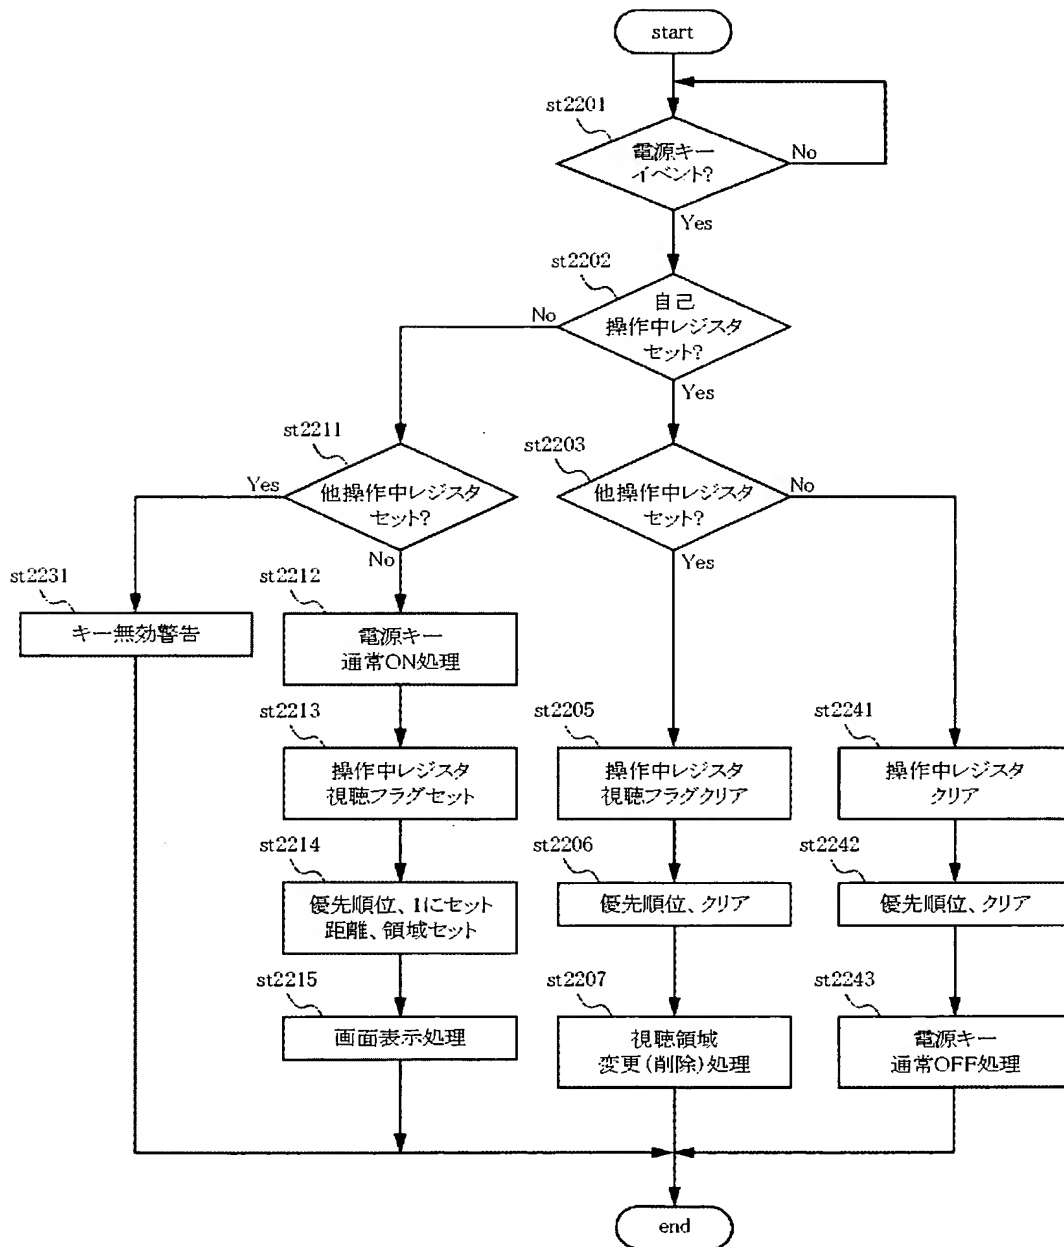 start
st2201
電源キー
イベント?
No
Yes
st2202
自己
操作中レジスタ
セット?
No
Yes
st2211
他操作中レジスタ
セット?
Yes
No
st2203
他操作中レジスタ
セット?
No
Yes
st2231
キー無効警告
st2212
電源キー
通常ON処理
st2213
操作中レジスタ
視聴フラグセット
st2205
操作中レジスタ
視聴フラグクリア
st2241
操作中レジスタ
クリア
st2214
優先順位、1にセット
距離、領域セット
st2206
優先順位、クリア
st2242
優先順位、クリア
st2215
画面表示処理
st2207
視聴領域
変更(削除)処理
st2243
電源キー
通常OFF処理
end